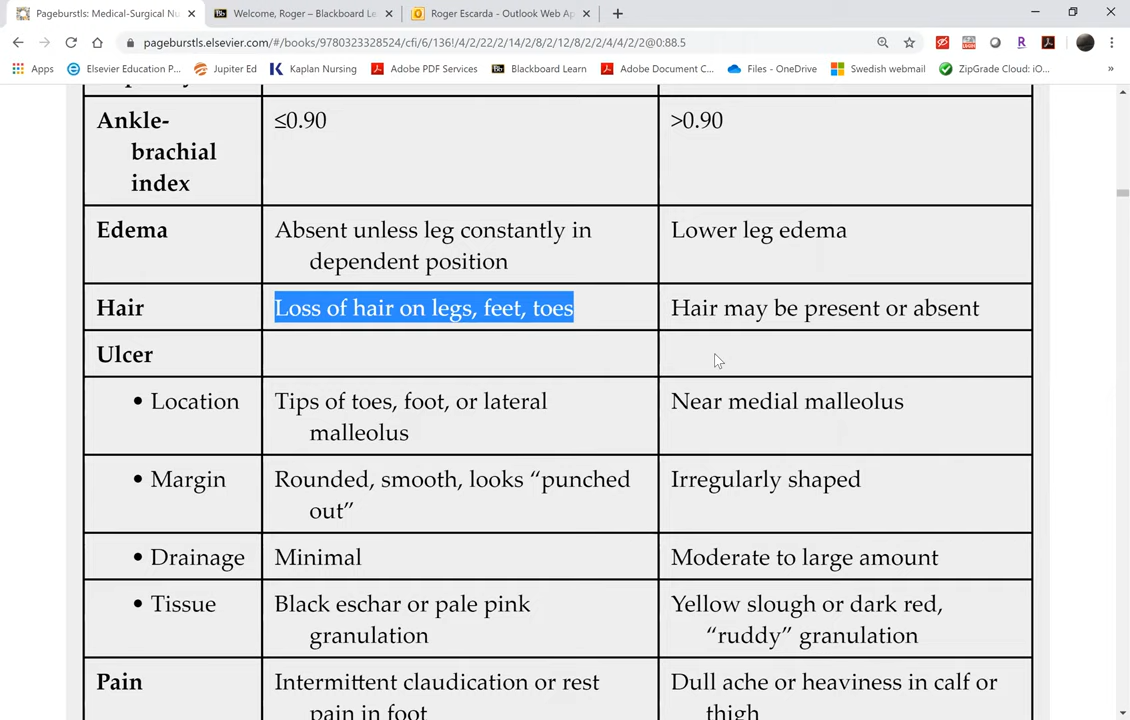 Pageburstls: Medical-Surgical Nu
Welcome, Roger – Blackboard Le
Roger Escarda - Outlook Web Ap
pageburstls.elsevier.com/#/books/9780323328524/cfi/6/136!/4/2/22/2/14/2/8/2/12/8/2/2/4/4/2/2@0:88.5
Apps
Elsevier Education P...
Jupiter Ed
Kaplan Nursing
Adobe PDF Services
Blackboard Learn
Adobe Document C...
Files - OneDrive
Swedish webmail
ZipGrade Cloud: iO...
»
Ankle-
brachial
index
≤0.90
>0.90
Edema
Absent unless leg constantly in
dependent position
Lower leg edema
Hair
Loss of hair on legs, feet, toes
Hair may be present or absent
Ulcer
• Location
Tips of toes, foot, or lateral
malleolus
Near medial malleolus
• Margin
Rounded, smooth, looks “punched
out”
Irregularly shaped
• Drainage
Minimal
Moderate to large amount
• Tissue
Black eschar or pale pink
granulation
Yellow slough or dark red,
“ruddy” granulation
Pain
Intermittent claudication or rest
pain in foot
Dull ache or heaviness in calf or
thigh